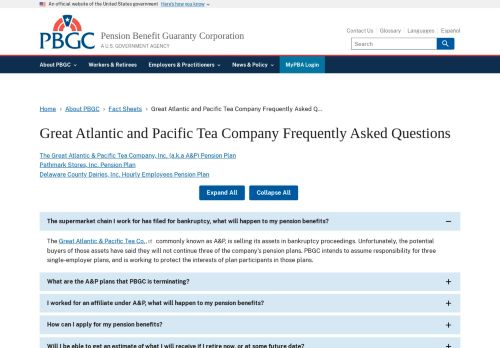 An official website of the United States government Here's how you know
PBGC
Pension Benefit Guaranty Corporation
A U.S. GOVERNMENT AGENCY
Contact Us Glossary Languages Español
Search
About PBGC Workers & Retirees Employers & Practitioners News & Policy MyPBA Login
Home › About PBGC › Fact Sheets › Great Atlantic and Pacific Tea Company Frequently Asked Q...
Great Atlantic and Pacific Tea Company Frequently Asked Questions
The Great Atlantic & Pacific Tea Company, Inc. (a.k.a A&P) Pension Plan
Pathmark Stores, Inc. Pension Plan
Delaware County Dairies, Inc. Hourly Employees Pension Plan
Expand All Collapse All
The supermarket chain I work for has filed for bankruptcy, what will happen to my pension benefits?
The Great Atlantic & Pacific Tea Co., commonly known as A&P, is selling its assets in bankruptcy proceedings. Unfortunately, the potential
buyers of those assets have said they will not continue three of the company's pension plans. PBGC intends to assume responsibility for three
single-employer plans, and is working to protect the interests of plan participants in those plans.
What are the A&P plans that PBGC is terminating?
I worked for an affiliate under A&P, what will happen to my pension benefits?
How can I apply for my pension benefits?
Will I be able to get an estimate of what I will receive if I retire now, or at some future date?